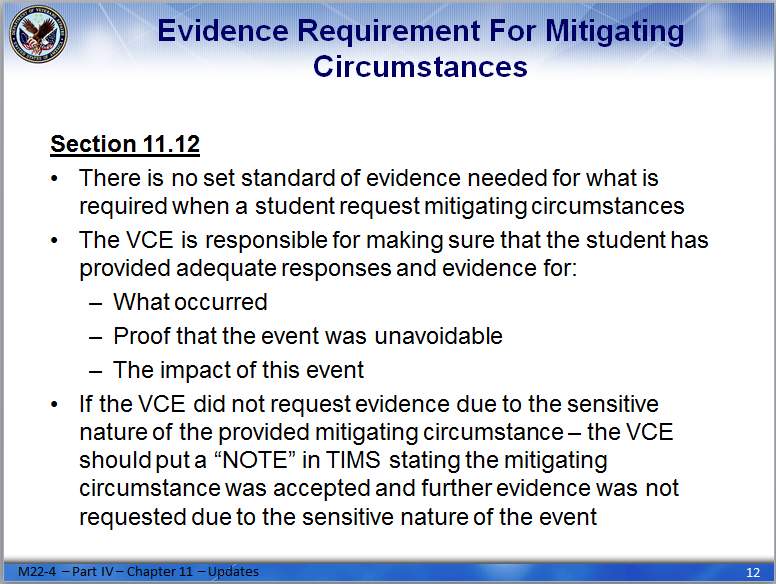 Evidence Requirement For Mitigating
Circumstances
Section 11.12
• There is no set standard of evidence needed for what is
required when a student request mitigating circumstances
• The VCE is responsible for making sure that the student has
provided adequate responses and evidence for:
– What occurred
– Proof that the event was unavoidable
– The impact of this event
• If the VCE did not request evidence due to the sensitive
nature of the provided mitigating circumstance – the VCE
should put a “NOTE” in TIMS stating the mitigating
circumstance was accepted and further evidence was not
requested due to the sensitive nature of the event
M22-4 – Part IV – Chapter 11 – Updates
12